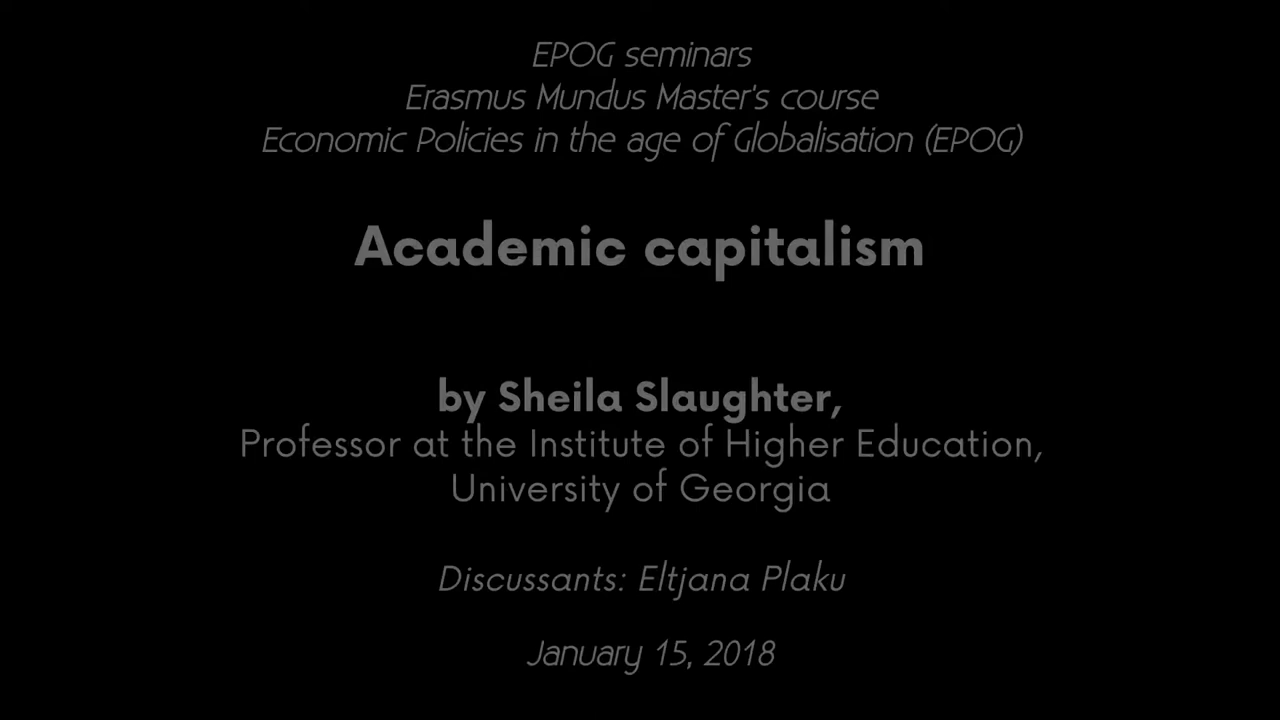 EPOG seminars
Erasmus Mundus Master's course
Economic Policies in the age of Globalisation (EPOG)
Academic capitalism
by Sheila Slaughter,
Professor at the Institute of Higher Education,
University of Georgia
Discussants: Eltjana Plaku
January 15, 2018